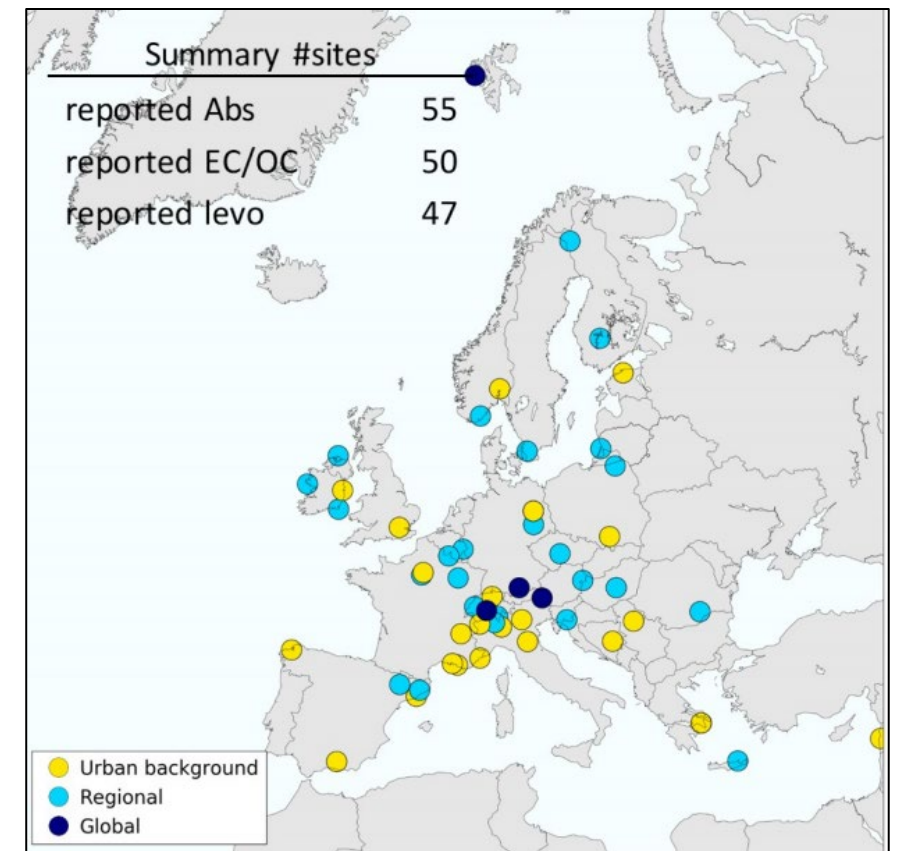 Summary #sites
reported Abs 55
reported EC/OC 50
reported levo 47
Urban background
Regional
Global